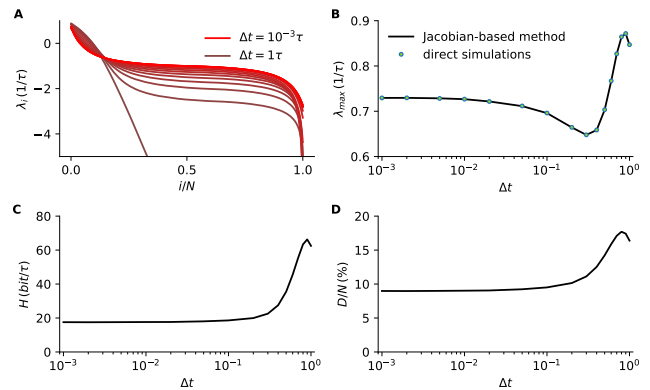 A
B
0
−2
−4
λᵢ (1/τ)
Δt = 10⁻³τ
Δt = 1τ
0.0
0.5
1.0
i/N
0.9
0.8
0.7
0.6
λₘₐₓ (1/τ)
Jacobian-based method
direct simulations
10⁻³
10⁻²
10⁻¹
10⁰
Δt
C
D
80
60
40
20
0
H (bit/τ)
10⁻³
10⁻²
10⁻¹
10⁰
Δt
20
15
10
5
0
D/N (%)
10⁻³
10⁻²
10⁻¹
10⁰
Δt